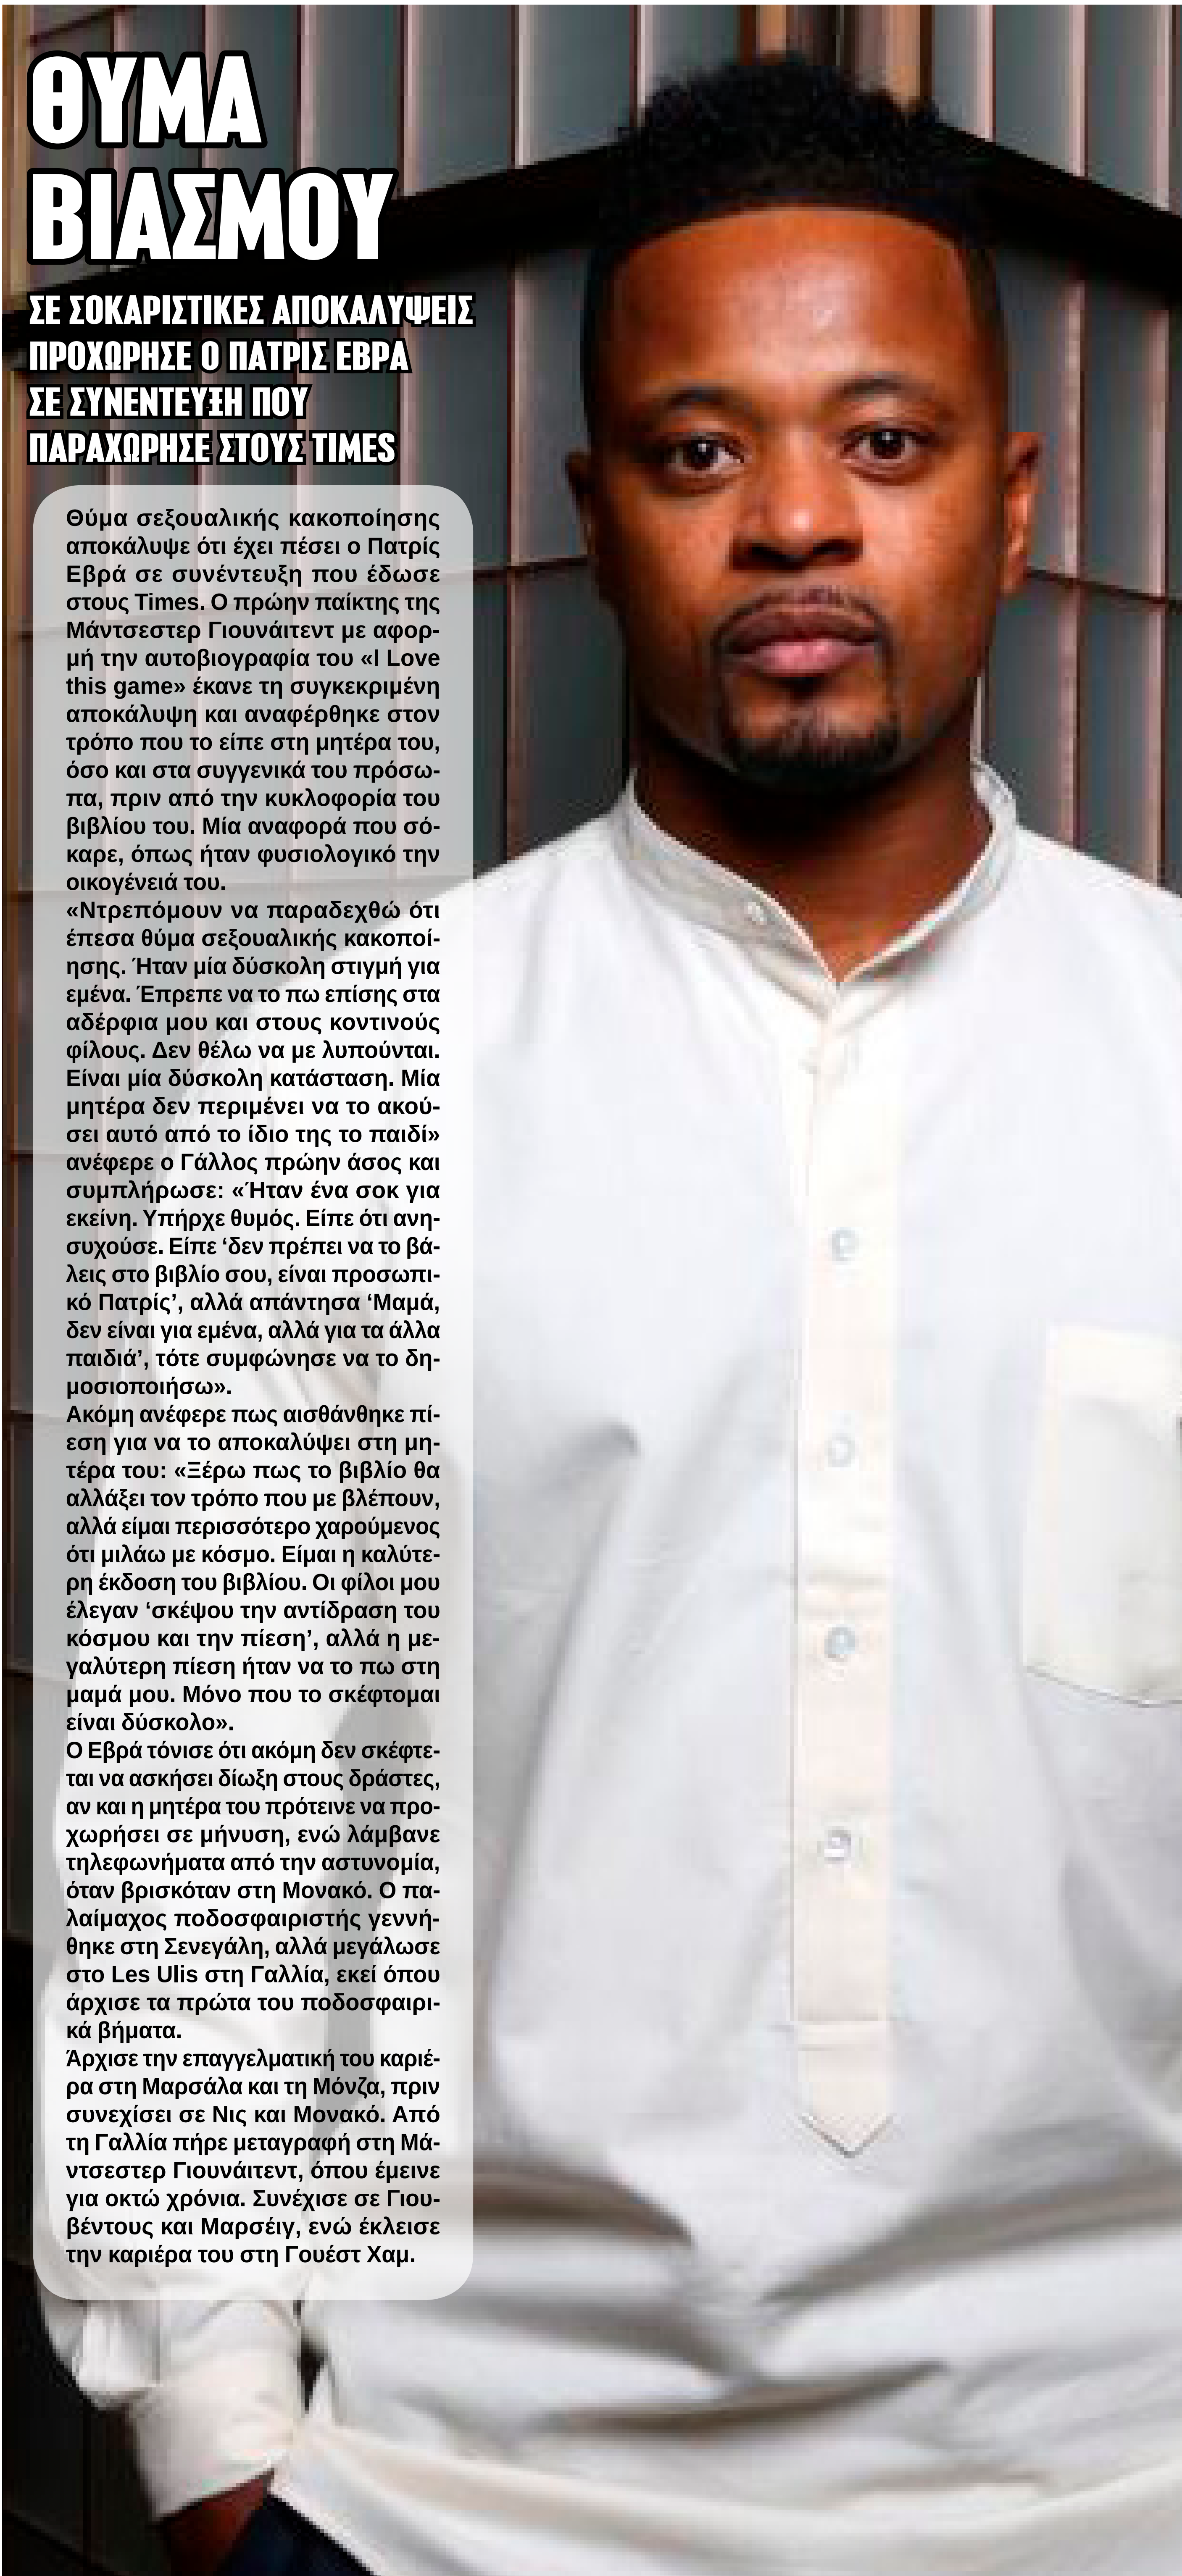 ΘΥΜΑ
ΒΙΑΣΜΟΥ
ΣΕ ΣΟΚΑΡΙΣΤΙΚΕΣ ΑΠΟΚΑΛΥΨΕΙΣ
ΠΡΟΧΩΡΗΣΕ Ο ΠΑΤΡΙΣ ΕΒΡΑ
ΣΕ ΣΥΝΕΝΤΕΥΞΗ ΠΟΥ
ΠΑΡΑΧΩΡΗΣΕ ΣΤΟΥΣ TIMES
Θύμα σεξουαλικής κακοποίησης
αποκάλυψε ότι έχει πέσει ο Πατρίς
Εβρά σε συνέντευξη που έδωσε
στους Times. Ο πρώην παίκτης της
Μάντσεστερ Γιουνάιτεντ με αφορ-
μή την αυτοβιογραφία του «I Love
this game» έκανε τη συγκεκριμένη
αποκάλυψη και αναφέρθηκε στον
τρόπο που το είπε στη μητέρα του,
όσο και στα συγγενικά του πρόσω-
πα, πριν από την κυκλοφορία του
βιβλίου του. Μία αναφορά που σό-
καρε, όπως ήταν φυσιολογικό την
οικογένειά του.
«Ντρεπόμουν να παραδεχθώ ότι
έπεσα θύμα σεξουαλικής κακοποί-
ησης. Ήταν μία δύσκολη στιγμή για
εμένα. Έπρεπε να το πω επίσης στα
αδέρφια μου και στους κοντινούς
φίλους. Δεν θέλω να με λυπούνται.
Είναι μία δύσκολη κατάσταση. Μία
μητέρα δεν περιμένει να το ακού-
σει αυτό από το ίδιο της το παιδί»
ανέφερε ο Γάλλος πρώην άσος και
συμπλήρωσε: «Ήταν ένα σοκ για
εκείνη. Υπήρχε θυμός. Είπε ότι ανη-
συχούσε. Είπε ‘δεν πρέπει να το βά-
λεις στο βιβλίο σου, είναι προσωπι-
κό Πατρίς’, αλλά απάντησα ‘Μαμά,
δεν είναι για εμένα, αλλά για τα άλλα
παιδιά’, τότε συμφώνησε να το δη-
μοσιοποιήσω».
Ακόμη ανέφερε πως αισθάνθηκε πί-
εση για να το αποκαλύψει στη μη-
τέρα του: «Ξέρω πως το βιβλίο θα
αλλάξει τον τρόπο που με βλέπουν,
αλλά είμαι περισσότερο χαρούμενος
ότι μιλάω με κόσμο. Είμαι η καλύτε-
ρη έκδοση του βιβλίου. Οι φίλοι μου
έλεγαν ‘σκέψου την αντίδραση του
κόσμου και την πίεση’, αλλά η με-
γαλύτερη πίεση ήταν να το πω στη
μαμά μου. Μόνο που το σκέφτομαι
είναι δύσκολο».
Ο Εβρά τόνισε ότι ακόμη δεν σκέφτε-
ται να ασκήσει δίωξη στους δράστες,
αν και η μητέρα του πρότεινε να προ-
χωρήσει σε μήνυση, ενώ λάμβανε
τηλεφωνήματα από την αστυνομία,
όταν βρισκόταν στη Μονακό. Ο πα-
λαίμαχος ποδοσφαιριστής γεννή-
θηκε στη Σενεγάλη, αλλά μεγάλωσε
στο Les Ulis στη Γαλλία, εκεί όπου
άρχισε τα πρώτα του ποδοσφαιρι-
κά βήματα.
Άρχισε την επαγγελματική του καριέ-
ρα στη Μαρσάλα και τη Μόνζα, πριν
συνεχίσει σε Νις και Μονακό. Από
τη Γαλλία πήρε μεταγραφή στη Μά-
ντσεστερ Γιουνάιτεντ, όπου έμεινε
για οκτώ χρόνια. Συνέχισε σε Γιου-
βέντους και Μαρσέιγ, ενώ έκλεισε
την καριέρα του στη Γουέστ Χαμ.